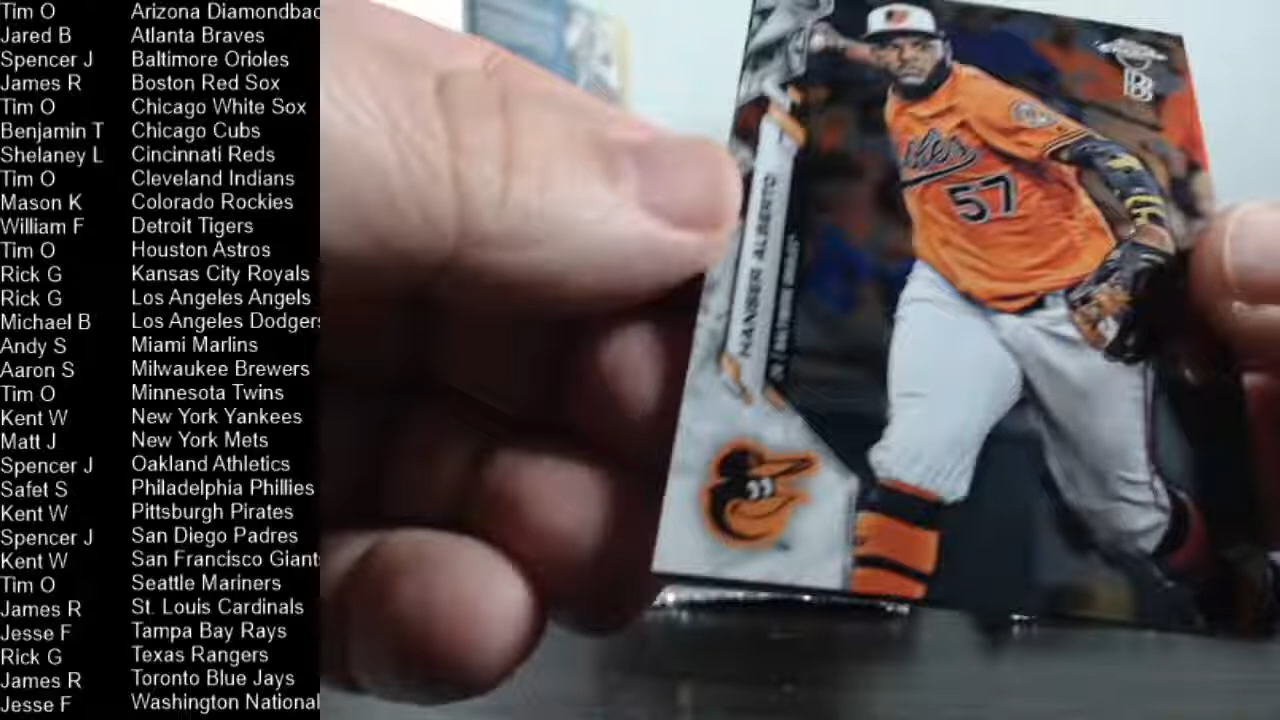 Tim O Arizona Diamondbac
Jared B Atlanta Braves
Spencer J Baltimore Orioles
James R Boston Red Sox
Tim O Chicago White Sox
Benjamin T Chicago Cubs
Shelaney L Cincinnati Reds
Tim O Cleveland Indians
Mason K Colorado Rockies
William F Detroit Tigers
Tim O Houston Astros
Rick G Kansas City Royals
Rick G Los Angeles Angels
Michael B Los Angeles Dodgers
Andy S Miami Marlins
Aaron S Milwaukee Brewers
Tim O Minnesota Twins
Kent W New York Yankees
Matt J New York Mets
Spencer J Oakland Athletics
Safet S Philadelphia Phillies
Kent W Pittsburgh Pirates
Spencer J San Diego Padres
Kent W San Francisco Giants
Tim O Seattle Mariners
James R St. Louis Cardinals
Jesse F Tampa Bay Rays
Rick G Texas Rangers
James R Toronto Blue Jays
Jesse F Washington National
HANSER ALBERTO
57
B